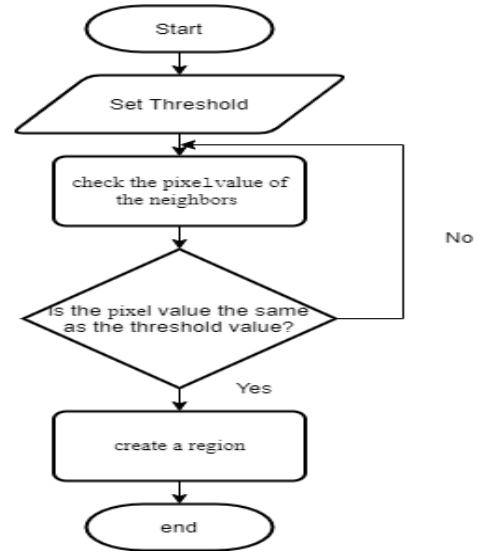 Start
Set Threshold
check the pixel value of
the neighbors
Is the pixel value the same
as the threshold value?
No
Yes
create a region
end